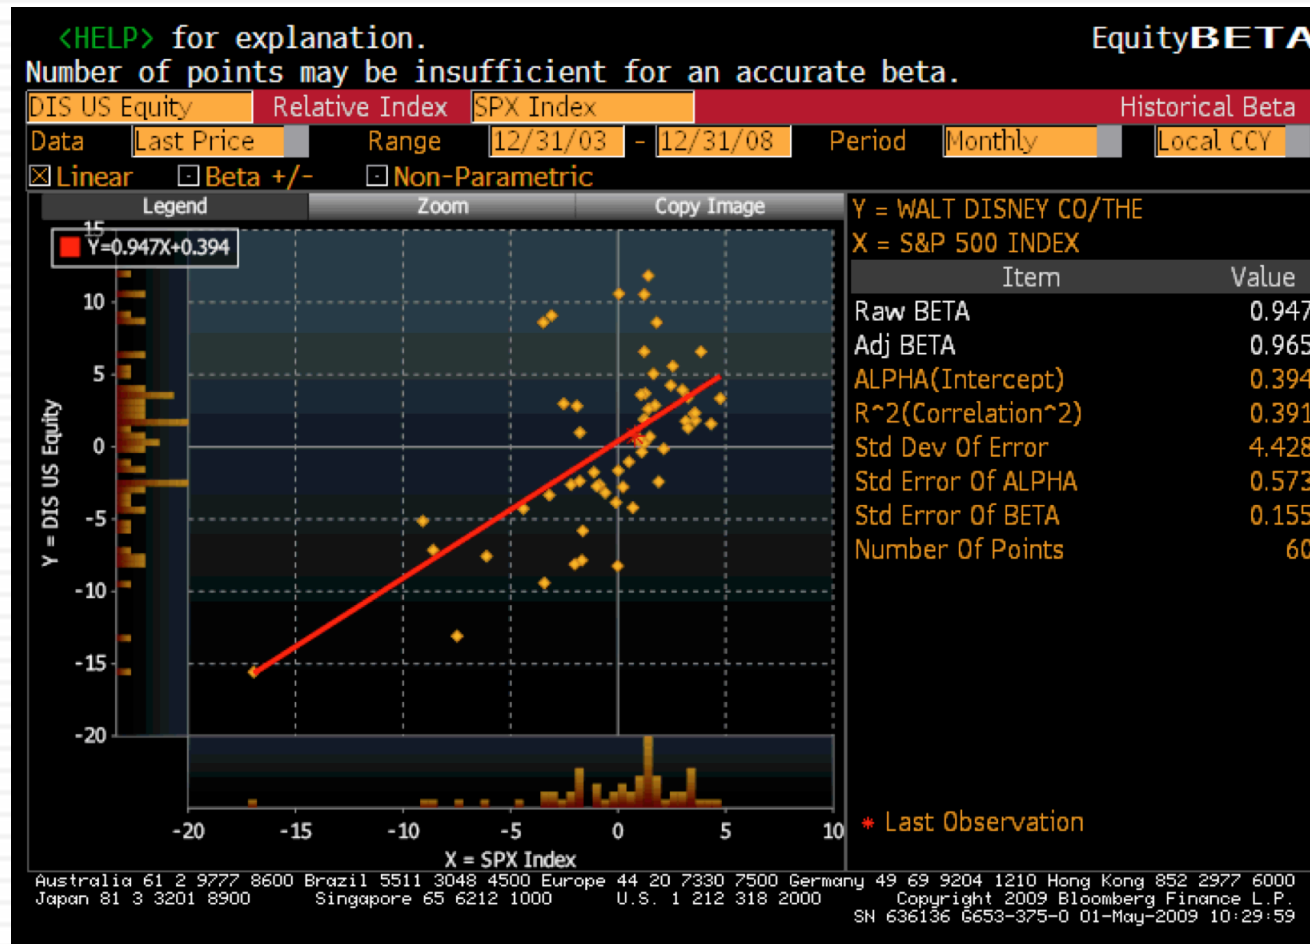 <HELP> for explanation. EquityBETA
Number of points may be insufficient for an accurate beta.
DIS US Equity Relative Index SPX Index Historical Beta
Data Last Price Range 12/31/03 - 12/31/08 Period Monthly Local CCY
Linear Beta +/- Non-Parametric
Legend Zoom Copy Image
Y = WALT DISNEY CO/THE
X = S&P 500 INDEX
Item Value
Raw BETA 0.947
Adj BETA 0.965
ALPHA(Intercept) 0.394
R^2(Correlation^2) 0.391
Std Dev Of Error 4.428
Std Error Of ALPHA 0.573
Std Error Of BETA 0.155
Number Of Points 60
* Last Observation
Y=0.947X+0.394
15
10
5
0
-5
-10
-15
-20
Y = DIS US Equity
-20 -15 -10 -5 0 5 10
X = SPX Index
Australia 61 2 9777 8600 Brazil 5511 3048 4500 Europe 44 20 7330 7500 Germany 49 69 9204 1210 Hong Kong 852 2977 6000
Japan 81 3 3201 8900 Singapore 65 6212 1000 U.S. 1 212 318 2000 Copyright 2009 Bloomberg Finance L.P.
SN 636136 G653-375-0 01-May-2009 10:29:59